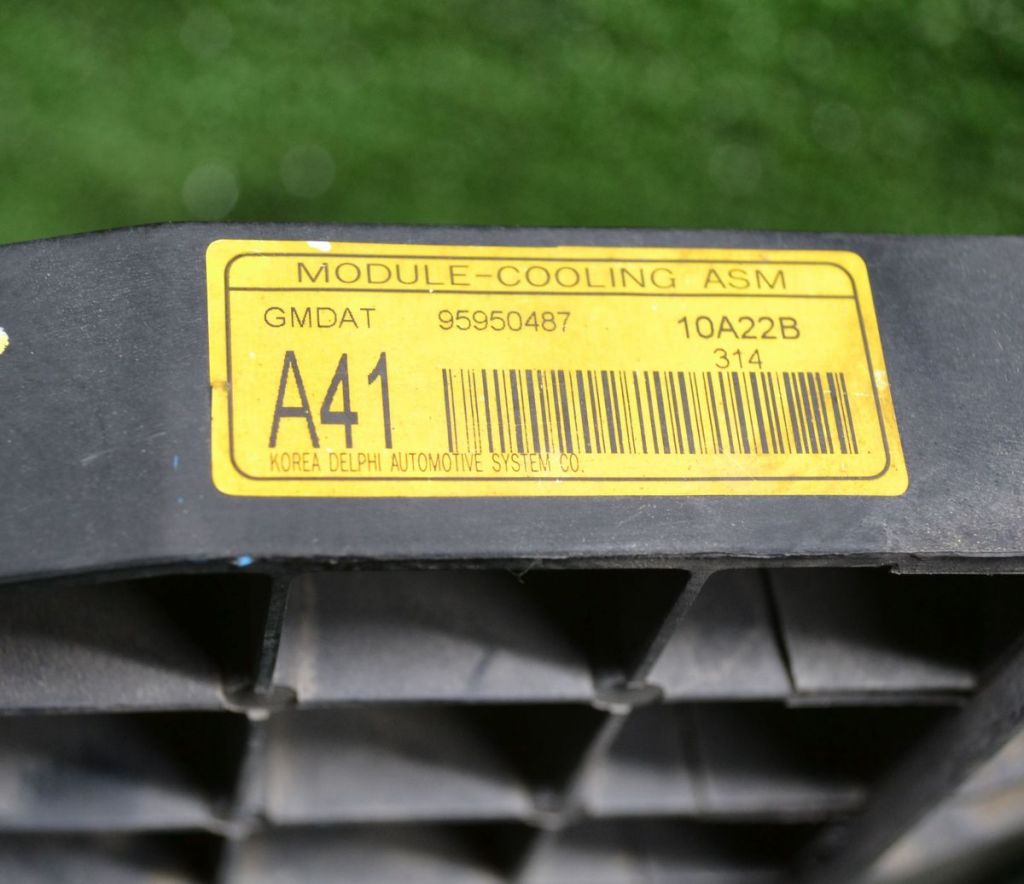 MODULE-COOLING ASM
GMDAT 95950487 10A22B
314
A41
KOREA DELPHI AUTOMOTIVE SYSTEM CO.